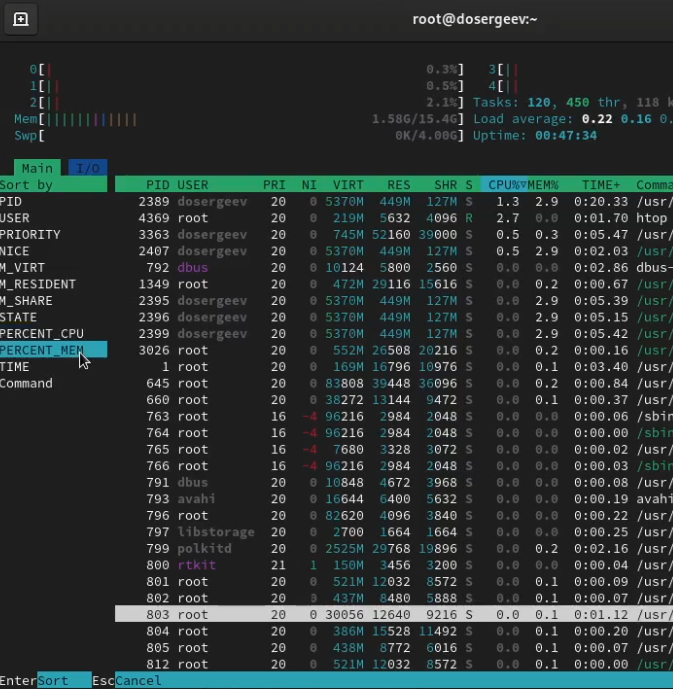 root@dosergeev:~
0[| 0.3%] 3[||
1[|| 0.5%] 4[||
2[|| 2.1%] Tasks: 120, 450 thr, 118 k
Mem[|||||||||||||| 1.58G/15.4G] Load average: 0.22 0.16 0.
Swp[ 0K/4.00G] Uptime: 00:47:34
Main I/O
Sort by PID USER PRI NI VIRT RES SHR S CPU%▽MEM% TIME+ Comma
PID 2389 dosergeev 20 0 5370M 449M 127M S 1.3 2.9 0:20.33 /usr/
USER 4369 root 20 0 219M 5632 4096 R 2.7 0.0 0:01.70 htop
PRIORITY 3363 dosergeev 20 0 745M 52160 39000 S 0.5 0.3 0:05.47 /usr/
NICE 2407 dosergeev 20 0 5370M 449M 127M S 0.5 2.9 0:02.03 /usr/
M_VIRT 792 dbus 20 0 10124 5800 2560 S 0.0 0.0 0:02.86 dbus-
M_RESIDENT 1349 root 20 0 472M 29116 15616 S 0.0 0.2 0:00.67 /usr/
M_SHARE 2395 dosergeev 20 0 5370M 449M 127M S 0.0 2.9 0:05.39 /usr/
STATE 2396 dosergeev 20 0 5370M 449M 127M S 0.0 2.9 0:05.15 /usr/
PERCENT_CPU 2399 dosergeev 20 0 5370M 449M 127M S 0.0 2.9 0:05.42 /usr/
PERCENT_MEM 3026 root 20 0 552M 26508 20216 S 0.0 0.2 0:00.16 /usr/
TIME 1 root 20 0 169M 16796 10976 S 0.0 0.1 0:03.40 /usr/
Command 645 root 20 0 83808 39448 36096 S 0.0 0.2 0:00.84 /usr/
660 root 20 0 38272 13144 9472 S 0.0 0.1 0:00.37 /usr/
763 root 16 -4 96216 2984 2048 S 0.0 0.0 0:00.06 /sbin
764 root 16 -4 96216 2984 2048 S 0.0 0.0 0:00.00 /sbin
765 root 16 -4 7680 3328 3072 S 0.0 0.0 0:00.02 /usr/
766 root 16 -4 96216 2984 2048 S 0.0 0.0 0:00.03 /sbin
791 dbus 20 0 10848 4672 3968 S 0.0 0.0 0:00.08 /usr/
793 avahi 20 0 16644 6400 5632 S 0.0 0.0 0:00.19 avahi
796 root 20 0 82620 4096 3840 S 0.0 0.0 0:00.22 /usr/
797 libstorage 20 0 2700 1664 1664 S 0.0 0.0 0:00.25 /usr/
799 polkitd 20 0 2525M 29768 19896 S 0.0 0.2 0:02.16 /usr/
800 rtkit 21 1 150M 3456 3200 S 0.0 0.0 0:00.04 /usr/
801 root 20 0 521M 12032 8572 S 0.0 0.1 0:00.09 /usr/
802 root 20 0 437M 8480 5888 S 0.0 0.1 0:00.07 /usr/
803 root 20 0 30056 12640 9216 S 0.0 0.1 0:01.12 /usr/
804 root 20 0 386M 15528 11492 S 0.0 0.1 0:00.20 /usr/
805 root 20 0 438M 8772 6016 S 0.0 0.1 0:00.07 /usr/
812 root 20 0 521M 12032 8572 S 0.0 0.1 0:00.00 /usr/
EnterSort EscCancel